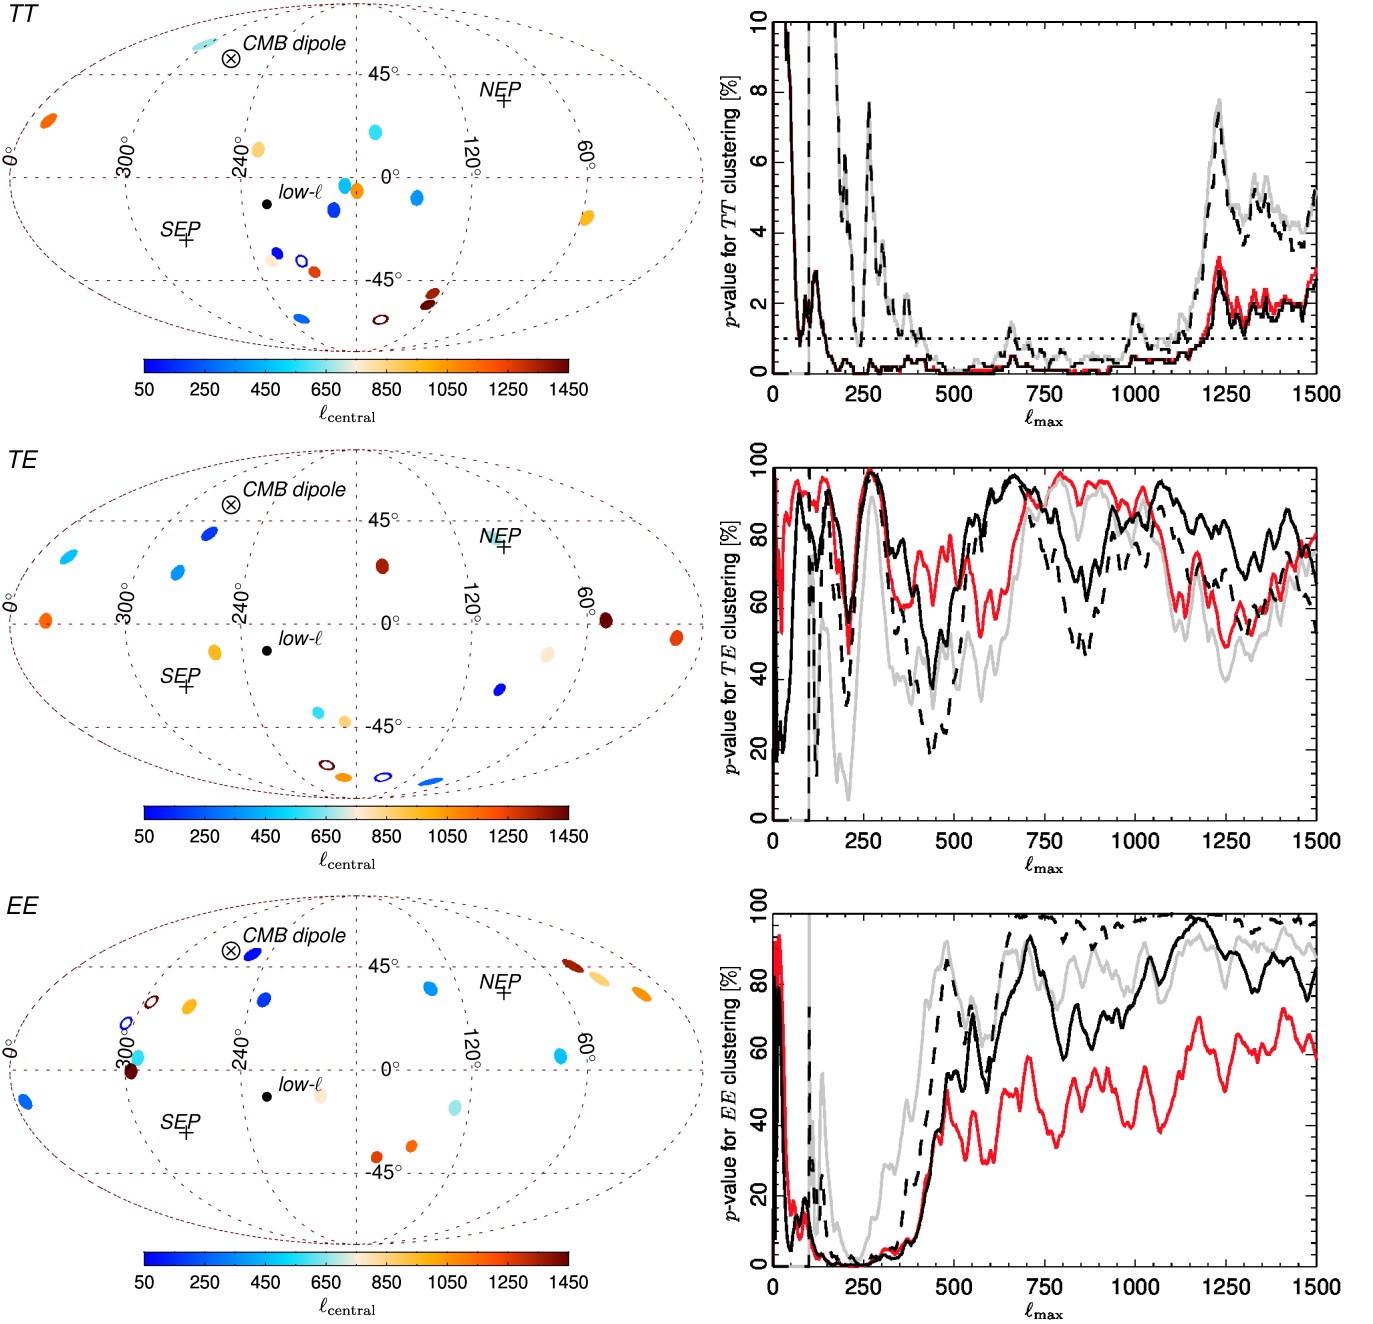 TT
CMB dipole
NEP
45°
0°
300°
240°
120°
60°
0°
low-ℓ
SEP
-45°
50 250 450 650 850 1050 1250 1450
ℓcentral
p-value for TT clustering [%]
10
8
6
4
2
0
0 250 500 750 1000 1250 1500
ℓmax
TE
CMB dipole
NEP
45°
0°
300°
240°
120°
60°
0°
low-ℓ
SEP
-45°
50 250 450 650 850 1050 1250 1450
ℓcentral
p-value for TE clustering [%]
100
80
60
40
20
0
0 250 500 750 1000 1250 1500
ℓmax
EE
CMB dipole
NEP
45°
0°
300°
240°
120°
60°
0°
low-ℓ
SEP
-45°
50 250 450 650 850 1050 1250 1450
ℓcentral
p-value for EE clustering [%]
100
80
60
40
20
0
0 250 500 750 1000 1250 1500
ℓmax